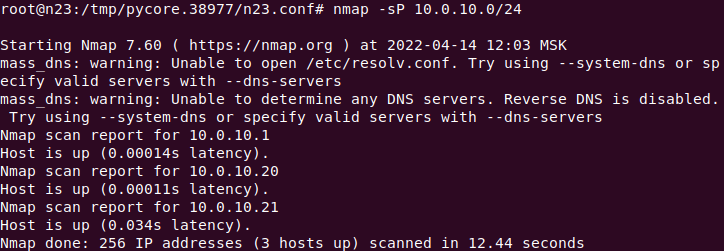 root@n23:/tmp/pycore.38977/n23.conf# nmap -sP 10.0.10.0/24

Starting Nmap 7.60 ( https://nmap.org ) at 2022-04-14 12:03 MSK
mass_dns: warning: Unable to open /etc/resolv.conf. Try using --system-dns or sp
ecify valid servers with --dns-servers
mass_dns: warning: Unable to determine any DNS servers. Reverse DNS is disabled.
 Try using --system-dns or specify valid servers with --dns-servers
Nmap scan report for 10.0.10.1
Host is up (0.00014s latency).
Nmap scan report for 10.0.10.20
Host is up (0.00011s latency).
Nmap scan report for 10.0.10.21
Host is up (0.034s latency).
Nmap done: 256 IP addresses (3 hosts up) scanned in 12.44 seconds